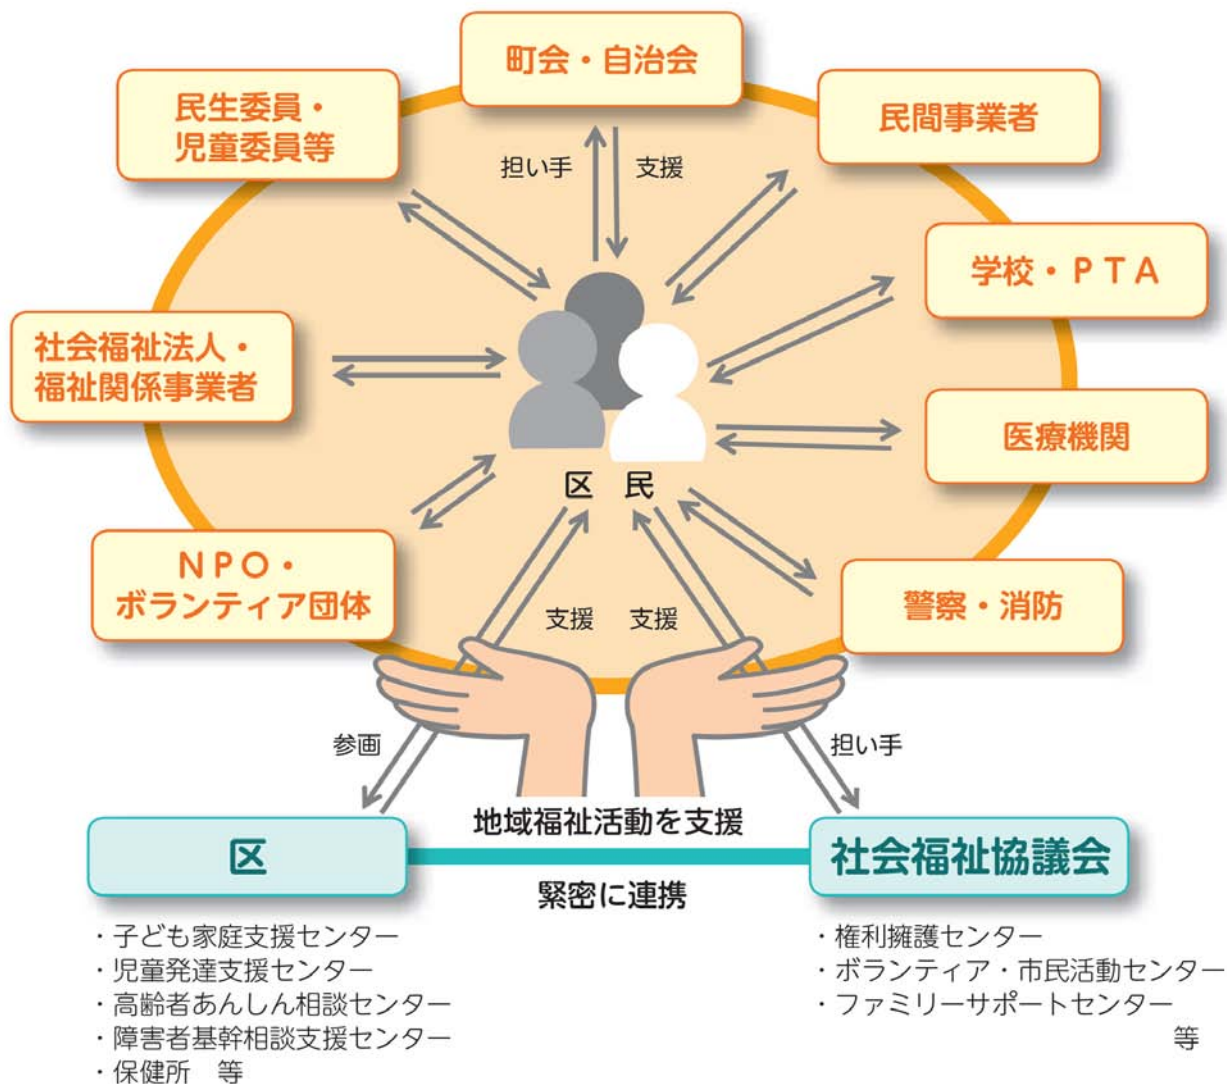 町会・自治会
民生委員・
児童委員等
民間事業者
担い手
支援
学校・ＰＴＡ
社会福祉法人・
福祉関係事業者
医療機関
区　民
ＮＰＯ・
ボランティア団体
警察・消防
支援
支援
参画
担い手
地域福祉活動を支援
区
社会福祉協議会
緊密に連携
・子ども家庭支援センター
・児童発達支援センター
・高齢者あんしん相談センター
・障害者基幹相談支援センター
・保健所　等
・権利擁護センター
・ボランティア・市民活動センター
・ファミリーサポートセンター
等